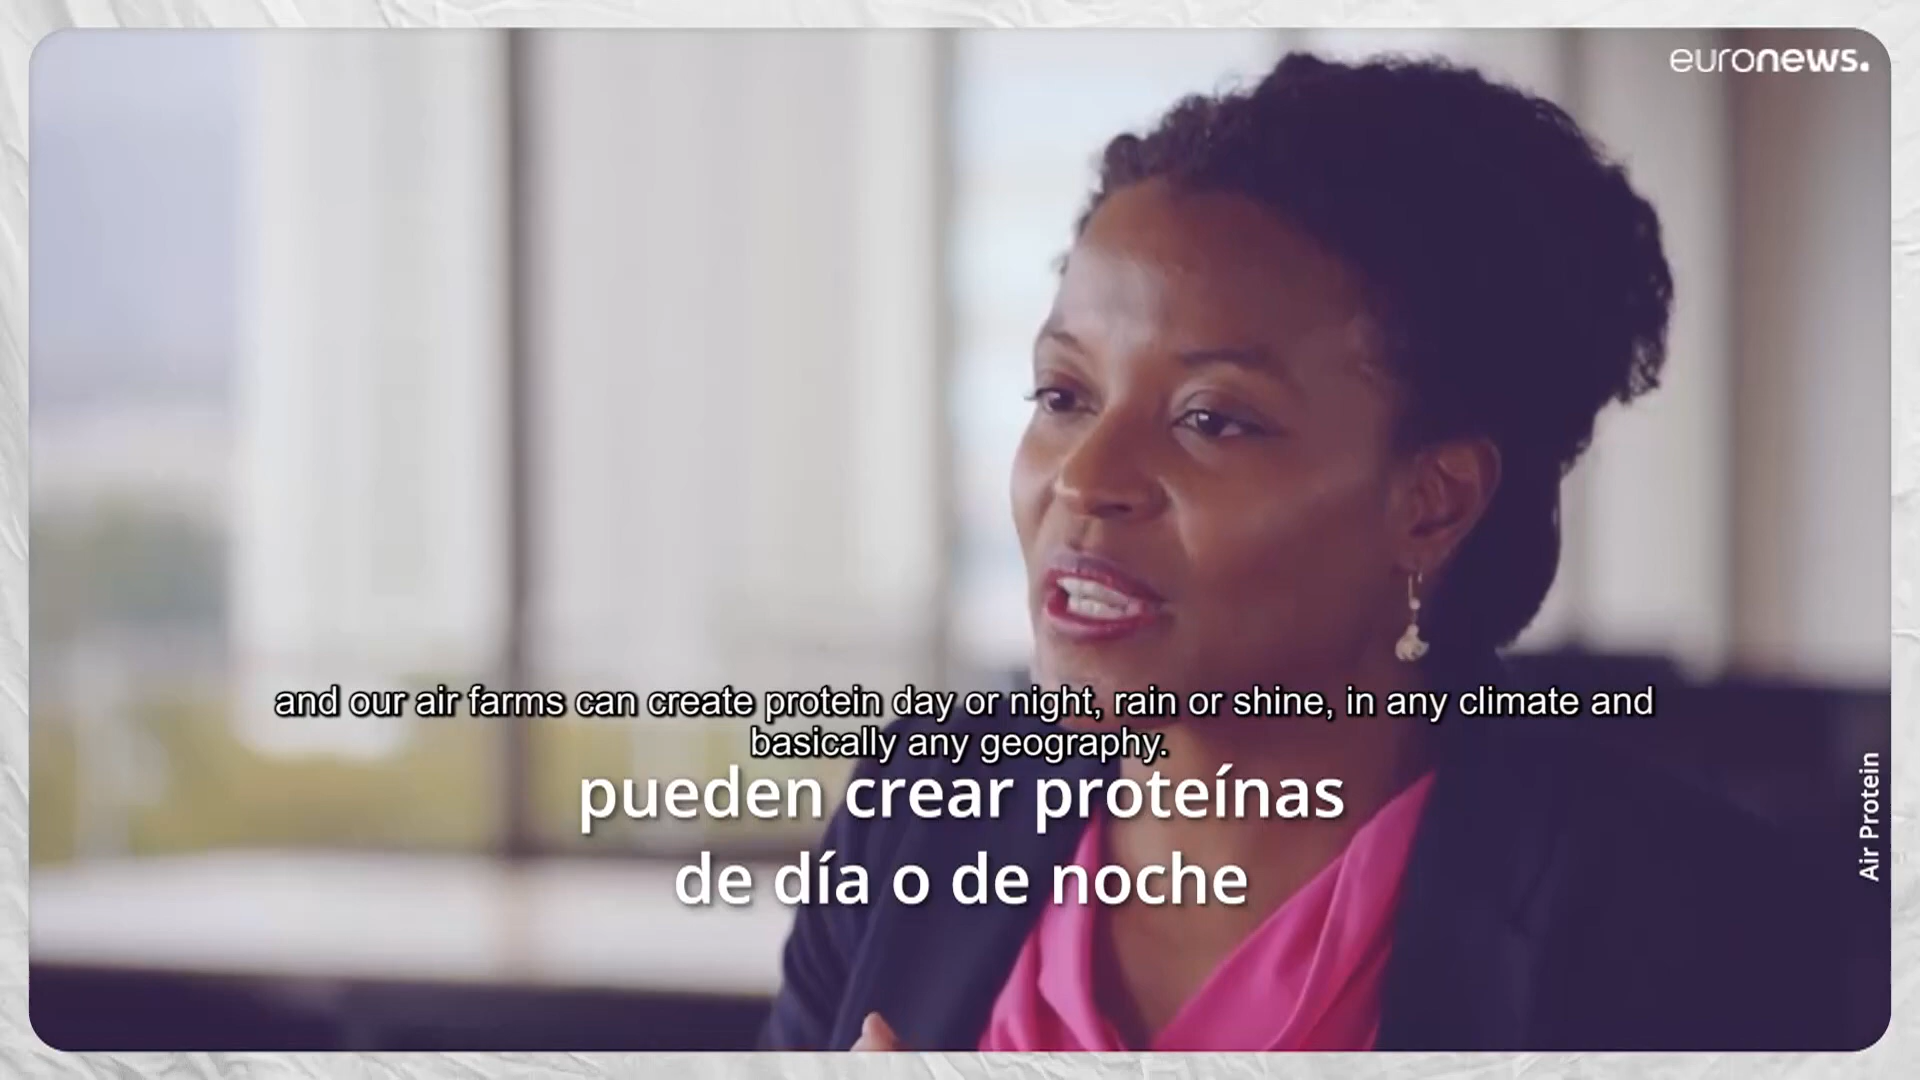 euronews.
and our air farms can create protein day or night, rain or shine, in any climate and
basically any geography.
pueden crear proteínas
de día o de noche
Air Protein